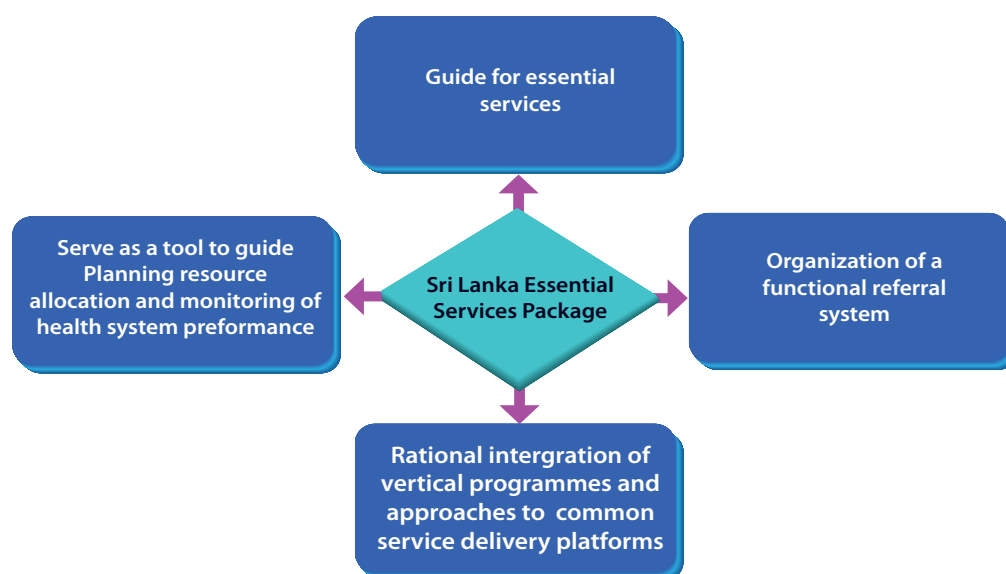 Guide for essential
services
Serve as a tool to guide
Planning resource
allocation and monitoring of
health system preformance
Sri Lanka Essential
Services Package
Organization of a
functional referral
system
Rational intergration of
vertical programmes and
approaches to common
service delivery platforms